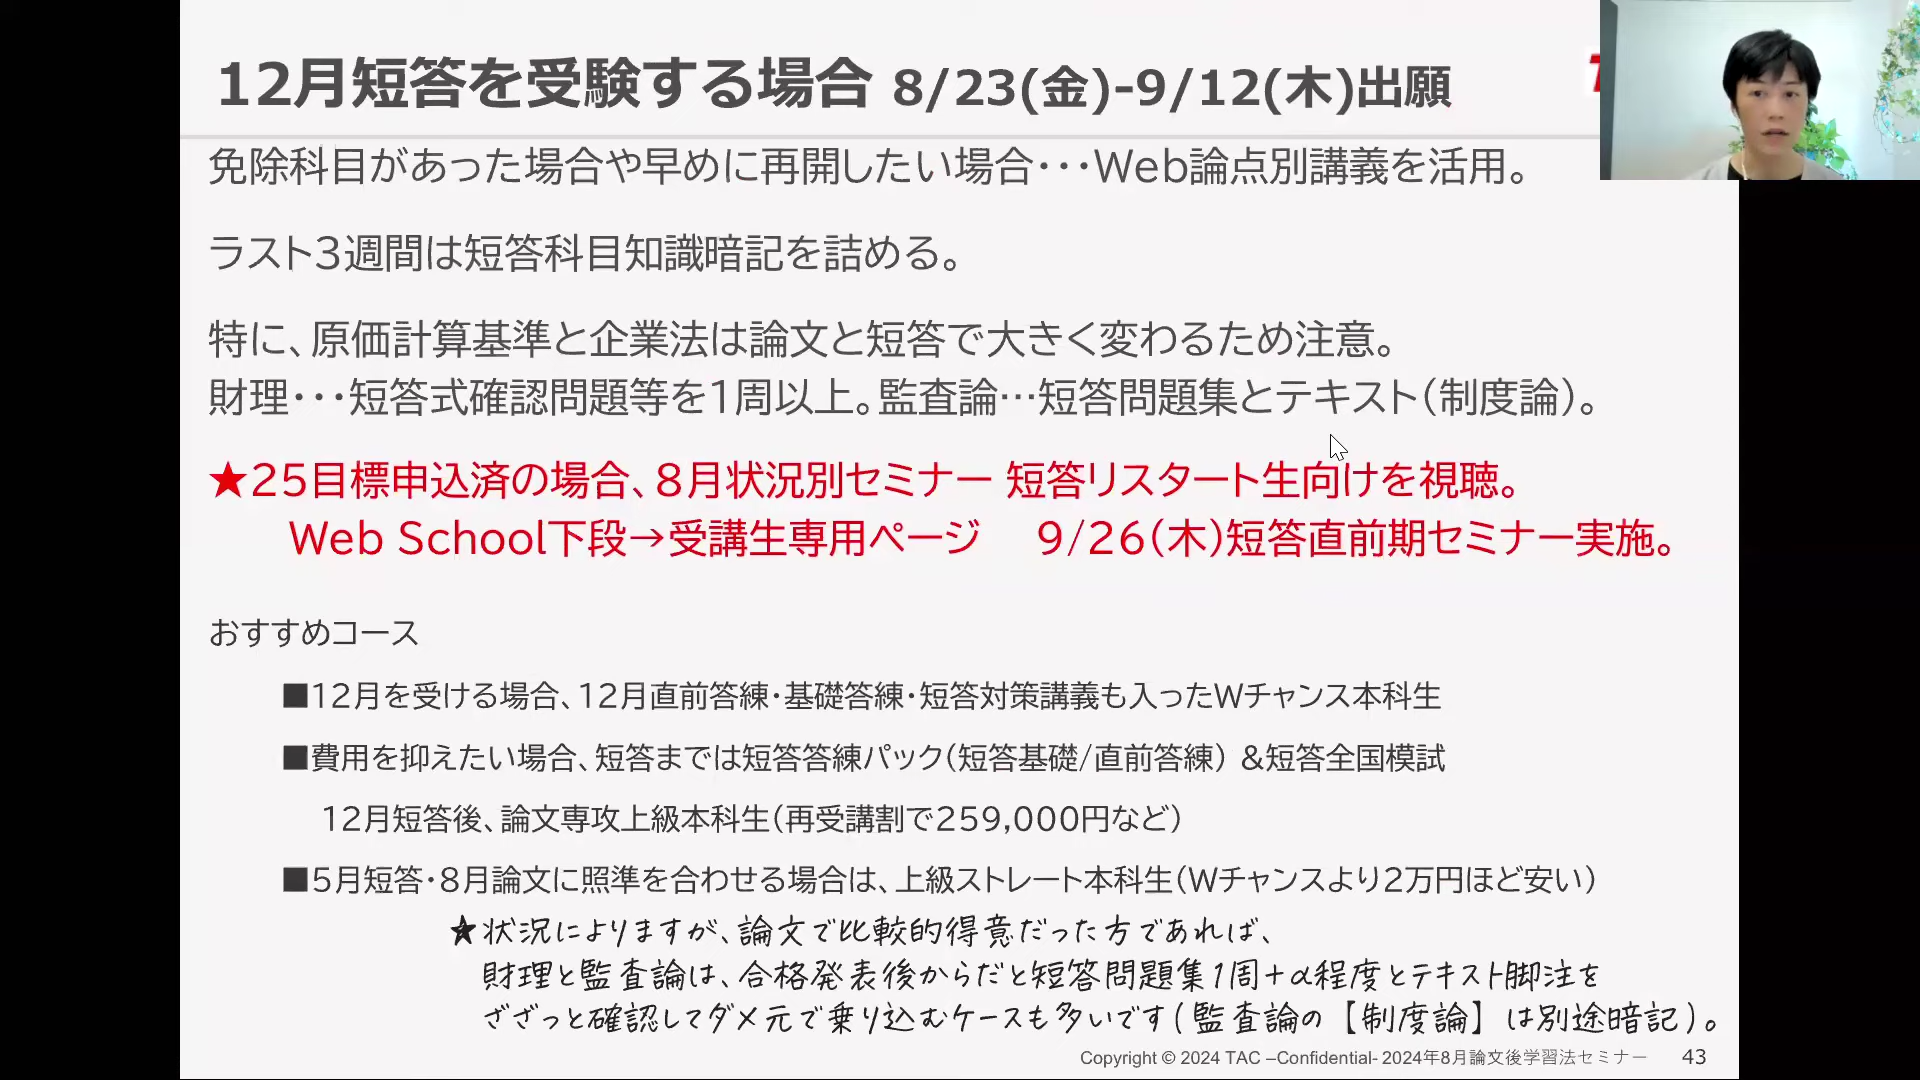 12月短答を受験する場合 8/23(金)-9/12(木)出願
免除科目があった場合や早めに再開したい場合・・・Web論点別講義を活用。
ラスト3週間は短答科目知識暗記を詰める。
特に、原価計算基準と企業法は論文と短答で大きく変わるため注意。
財理・・・短答式確認問題等を1周以上。監査論…短答問題集とテキスト（制度論）。
★25目標申込済の場合、8月状況別セミナー 短答リスタート生向けを視聴。
Web School下段→受講生専用ページ 9/26（木）短答直前期セミナー実施。
おすすめコース
■12月を受ける場合、12月直前答練・基礎答練・短答対策講義も入ったWチャンス本科生
■費用を抑えたい場合、短答までは短答答練パック（短答基礎/直前答練）＆短答全国模試
12月短答後、論文専攻上級本科生（再受講割で259,000円など）
■5月短答・8月論文に照準を合わせる場合は、上級ストレート本科生（Wチャンスより2万円ほど安い）
★状況によりますが、論文で比較的得意だった方であれば、
財理と監査論は、合格発表後からだと短答問題集1周+α程度とテキスト脚注を
ざざっと確認してダメ元で乗り込むケースも多いです（監査論の【制度論】は別途暗記）。
Copyright © 2024 TAC –Confidential- 2024年8月論文後学習法セミナー 43